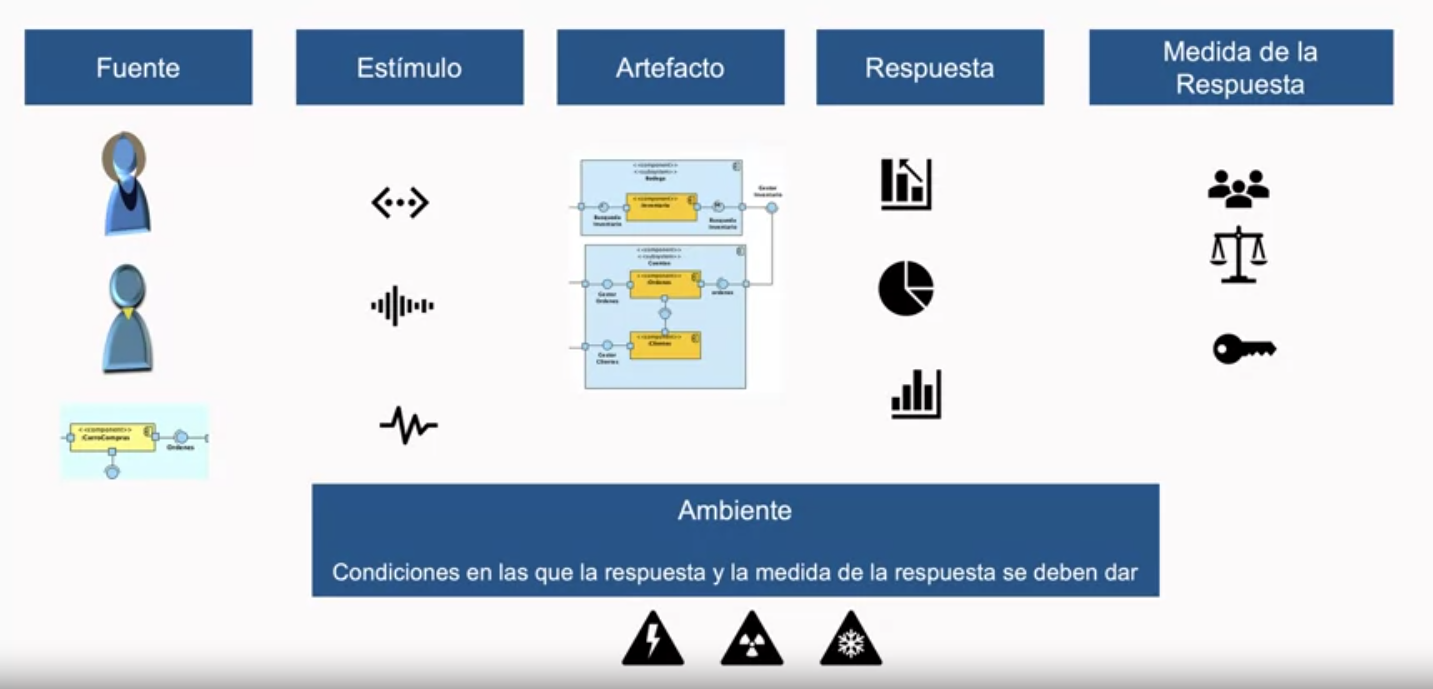 Fuente
Estímulo
Artefacto
Respuesta
Medida de la
Respuesta
<<component>>
<<subsystem>>
Bodega
<<component>>
:Inventario
Busqueda
Inventario
Busqueda
Inventario
Gestor
Inventario
<<component>>
<<subsystem>>
Cuentas
<<component>>
:Ordenes
Gestor
Ordenes
ordenes
<<component>>
:Clientes
Gestor
Clientes
<<component>>
:CarroCompras
Ordenes
Ambiente
Condiciones en las que la respuesta y la medida de la respuesta se deben dar